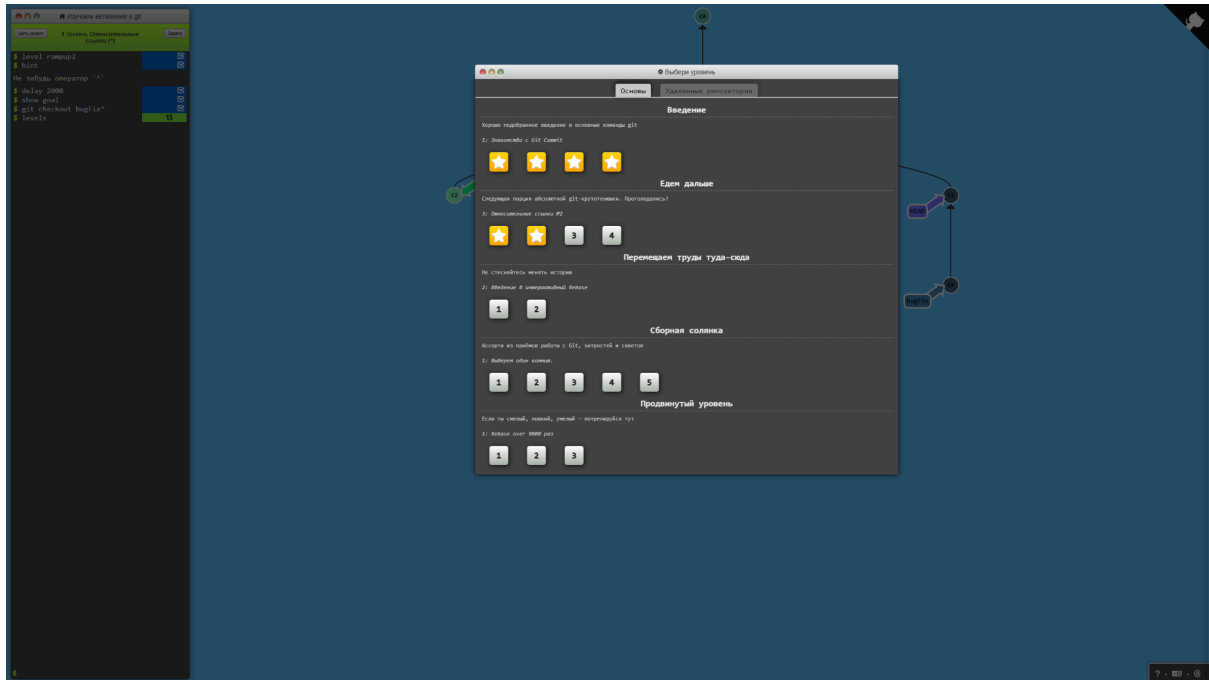 Изучаем ветвление в git
Цель уровня
Уровень Относительные ссылки (^)
Задача
$ level rampup2
$ hint
Не забудь оператор `^`
$ delay 2000
$ show goal
$ git checkout bugfix^
$ levels
$
C0
C2
HEAD
bugfix
Выбери уровень
Основы
Удаленные репозитории
Введение
Хорошо подобранное введение в основные команды git
1: Знакомство с Git Commit
Едем дальше
Следующая порция абсолютной git-крутотенюшки. Проголодались?
3: Относительные ссылки №2
3 4
Перемещаем труды туда-сюда
Не стесняйтесь менять историю
2: Введение в интерактивный Rebase
1 2
Сборная солянка
Ассорти из приёмов работы с Git, хитростей и советов
1: Выберем один коммит.
1 2 3 4 5
Продвинутый уровень
Если ты смелый, ловкий, умелый - потренируйся тут
1: Rebase over 9000 раз
1 2 3
?